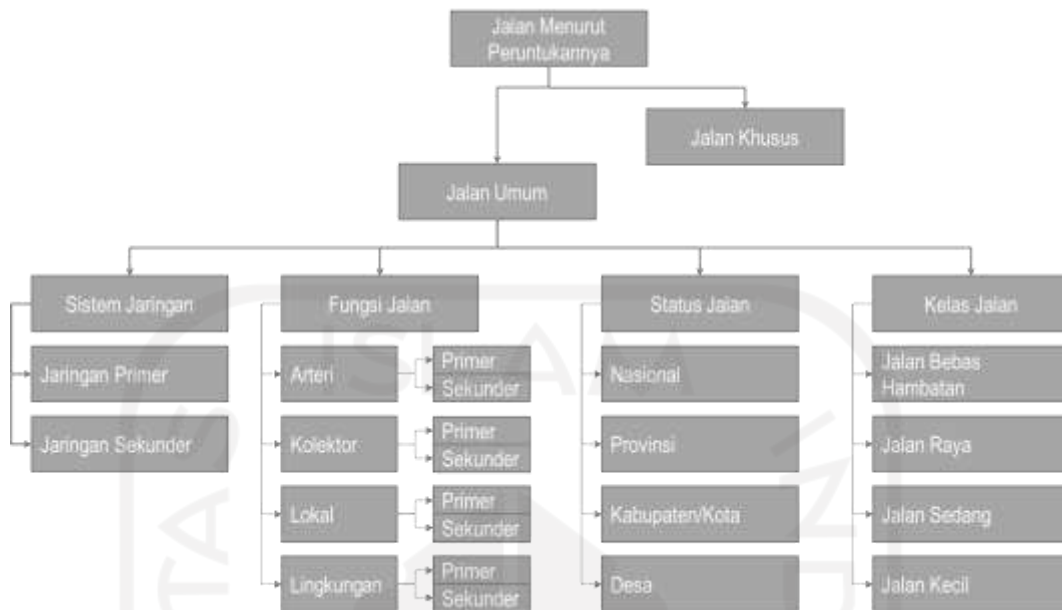 Jalan Menurut
Peruntukannya
Jalan Khusus
Jalan Umum
Sistem Jaringan
Jaringan Primer
Jaringan Sekunder
Fungsi Jalan
Arteri
Primer
Sekunder
Kolektor
Primer
Sekunder
Lokal
Primer
Sekunder
Lingkungan
Primer
Sekunder
Status Jalan
Nasional
Provinsi
Kabupaten/Kota
Desa
Kelas Jalan
Jalan Bebas
Hambatan
Jalan Raya
Jalan Sedang
Jalan Kecil
ISLAM
TAS